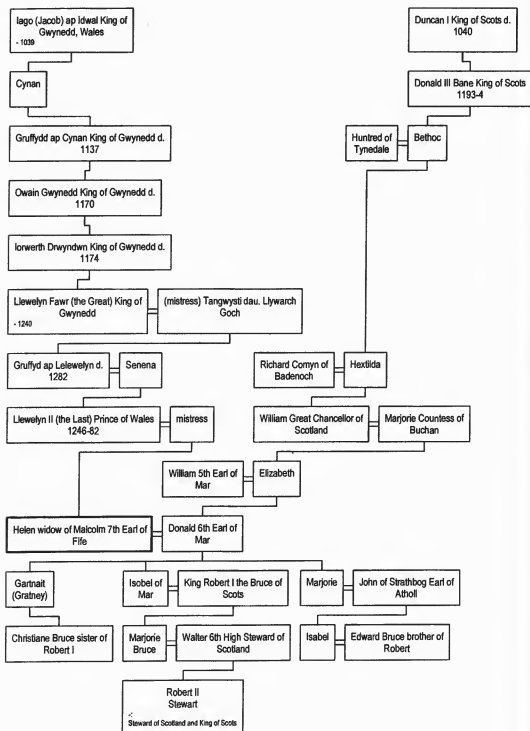 Iago (Jacob) ap Idwal King of
Gwynedd, Wales
- 1039
Duncan I King of Scots d.
1040
Cynan
Donald III Bane King of Scots
1193-4
Gruffydd ap Cynan King of Gwynedd d.
1137
Huntred of
Tynedale
Bethoc
Owain Gwynedd King of Gwynedd d.
1170
Iorwerth Drwyndwn King of Gwynedd d.
1174
Llewelyn Fawr (the Great) King of
Gwynedd
- 1240
(mistress) Tangwysti dau. Llywarch
Goch
Gruffyd ap Lelewelyn d.
1282
Senena
Richard Comyn of
Badenoch
Hextilda
Llewelyn II (the Last) Prince of Wales
1246-82
mistress
William Great Chancellor of
Scotland
Marjorie Countess of
Buchan
William 5th Earl of
Mar
Elizabeth
Helen widow of Malcolm 7th Earl of
Fife
Donald 6th Earl of
Mar
Gartnait
(Gratney)
Isobel of
Mar
King Robert I the Bruce of
Scots
Marjorie
John of Strathbog Earl of
Atholl
Christiane Bruce sister of
Robert I
Marjorie
Bruce
Walter 6th High Steward of
Scotland
Isabel
Edward Bruce brother of
Robert
Robert II
Stewart
-:
Steward of Scotland and King of Scots